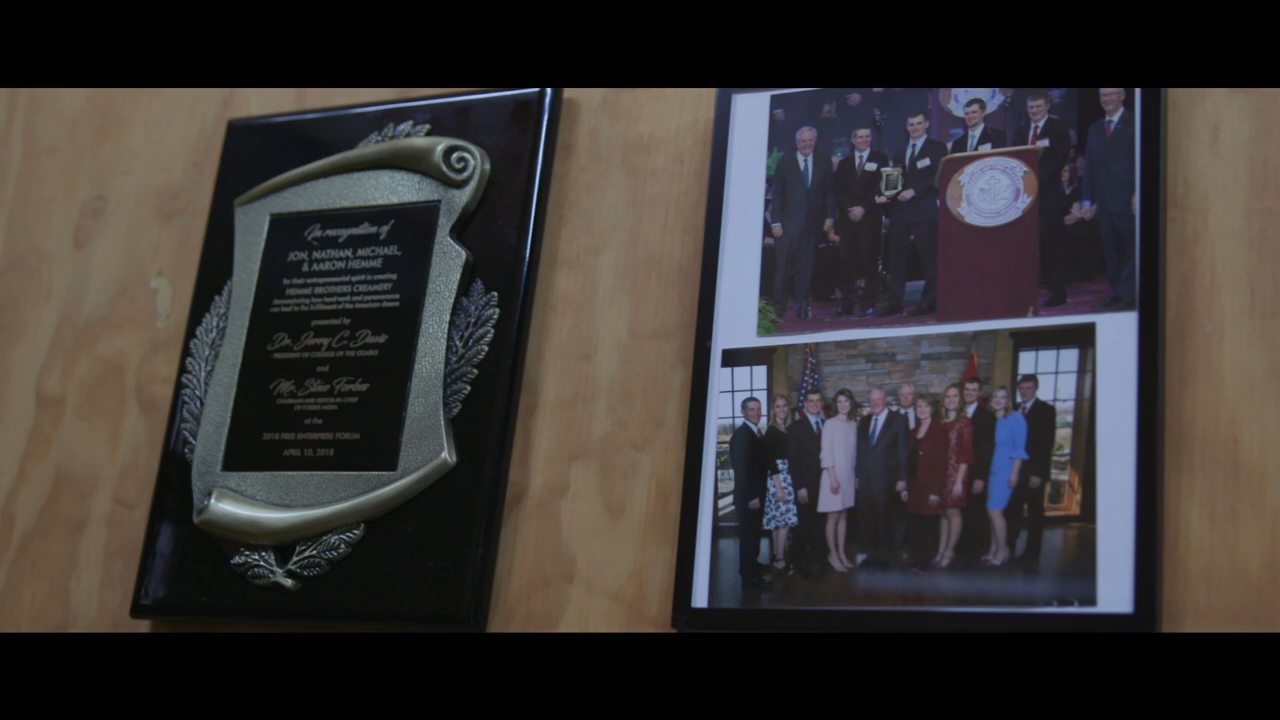 In recognition of
JON, NATHAN, MICHAEL,
& AARON HEMME
for their entrepreneurial spirit in creating
HEMME BROTHERS CREAMERY
demonstrating how hard work and perseverance
can lead to the fulfillment of the American dream
presented by
Dr. Jerry C. Davis
PRESIDENT OF COLLEGE OF THE OZARKS
and
Mr. Steve Forbes
CHAIRMAN AND EDITOR-IN-CHIEF
OF FORBES MEDIA
at the
2018 FREE ENTERPRISE FORUM
APRIL 10, 2018